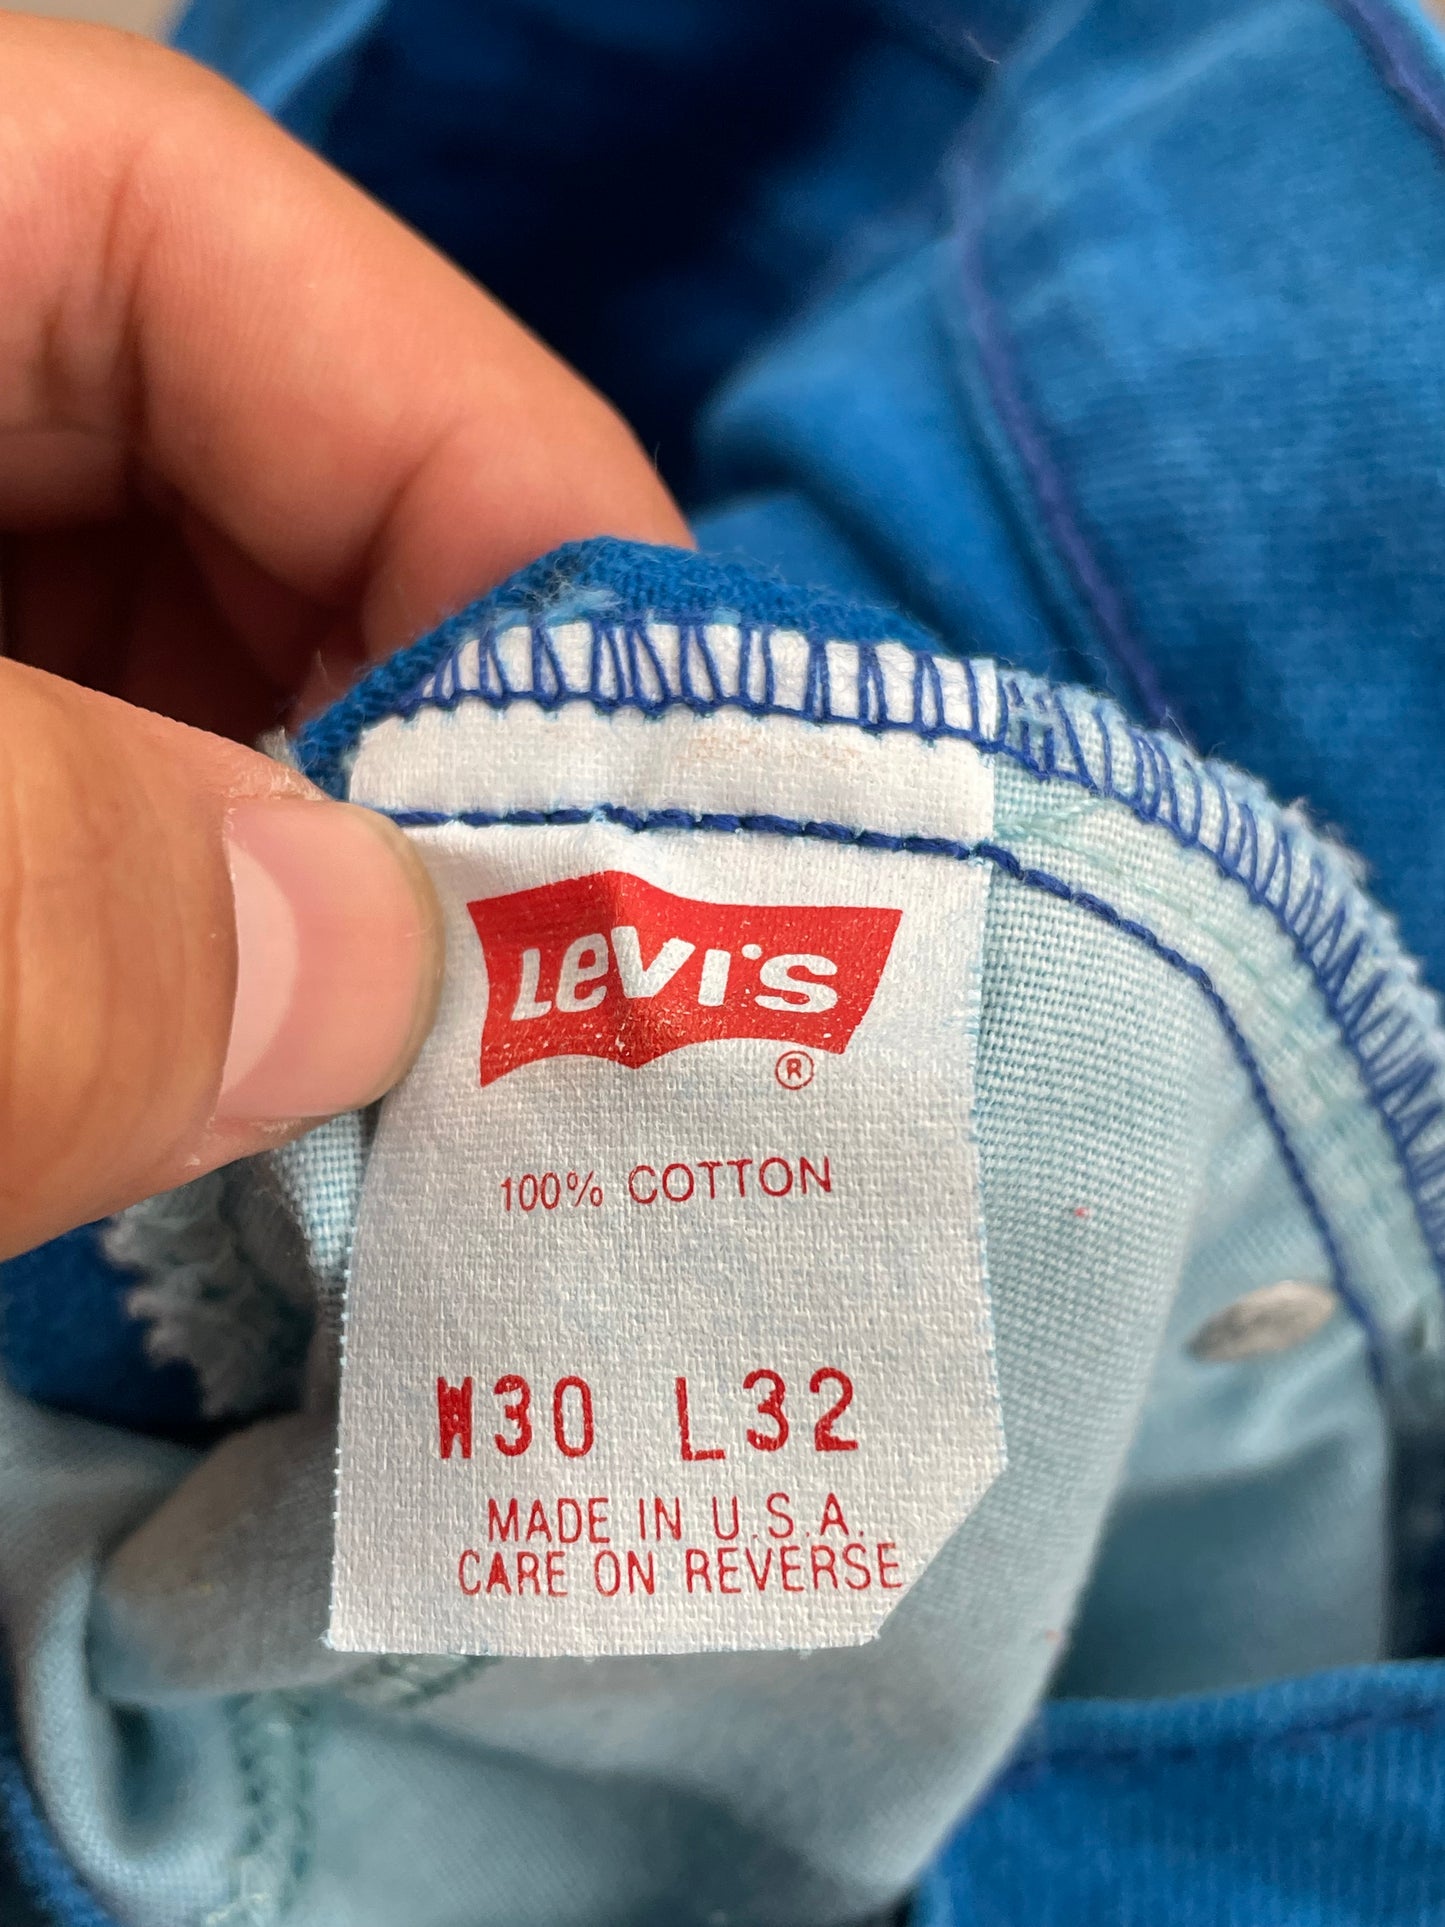 LEVI'S
®
100% COTTON
W30 L32
MADE IN U.S.A.
CARE ON REVERSE